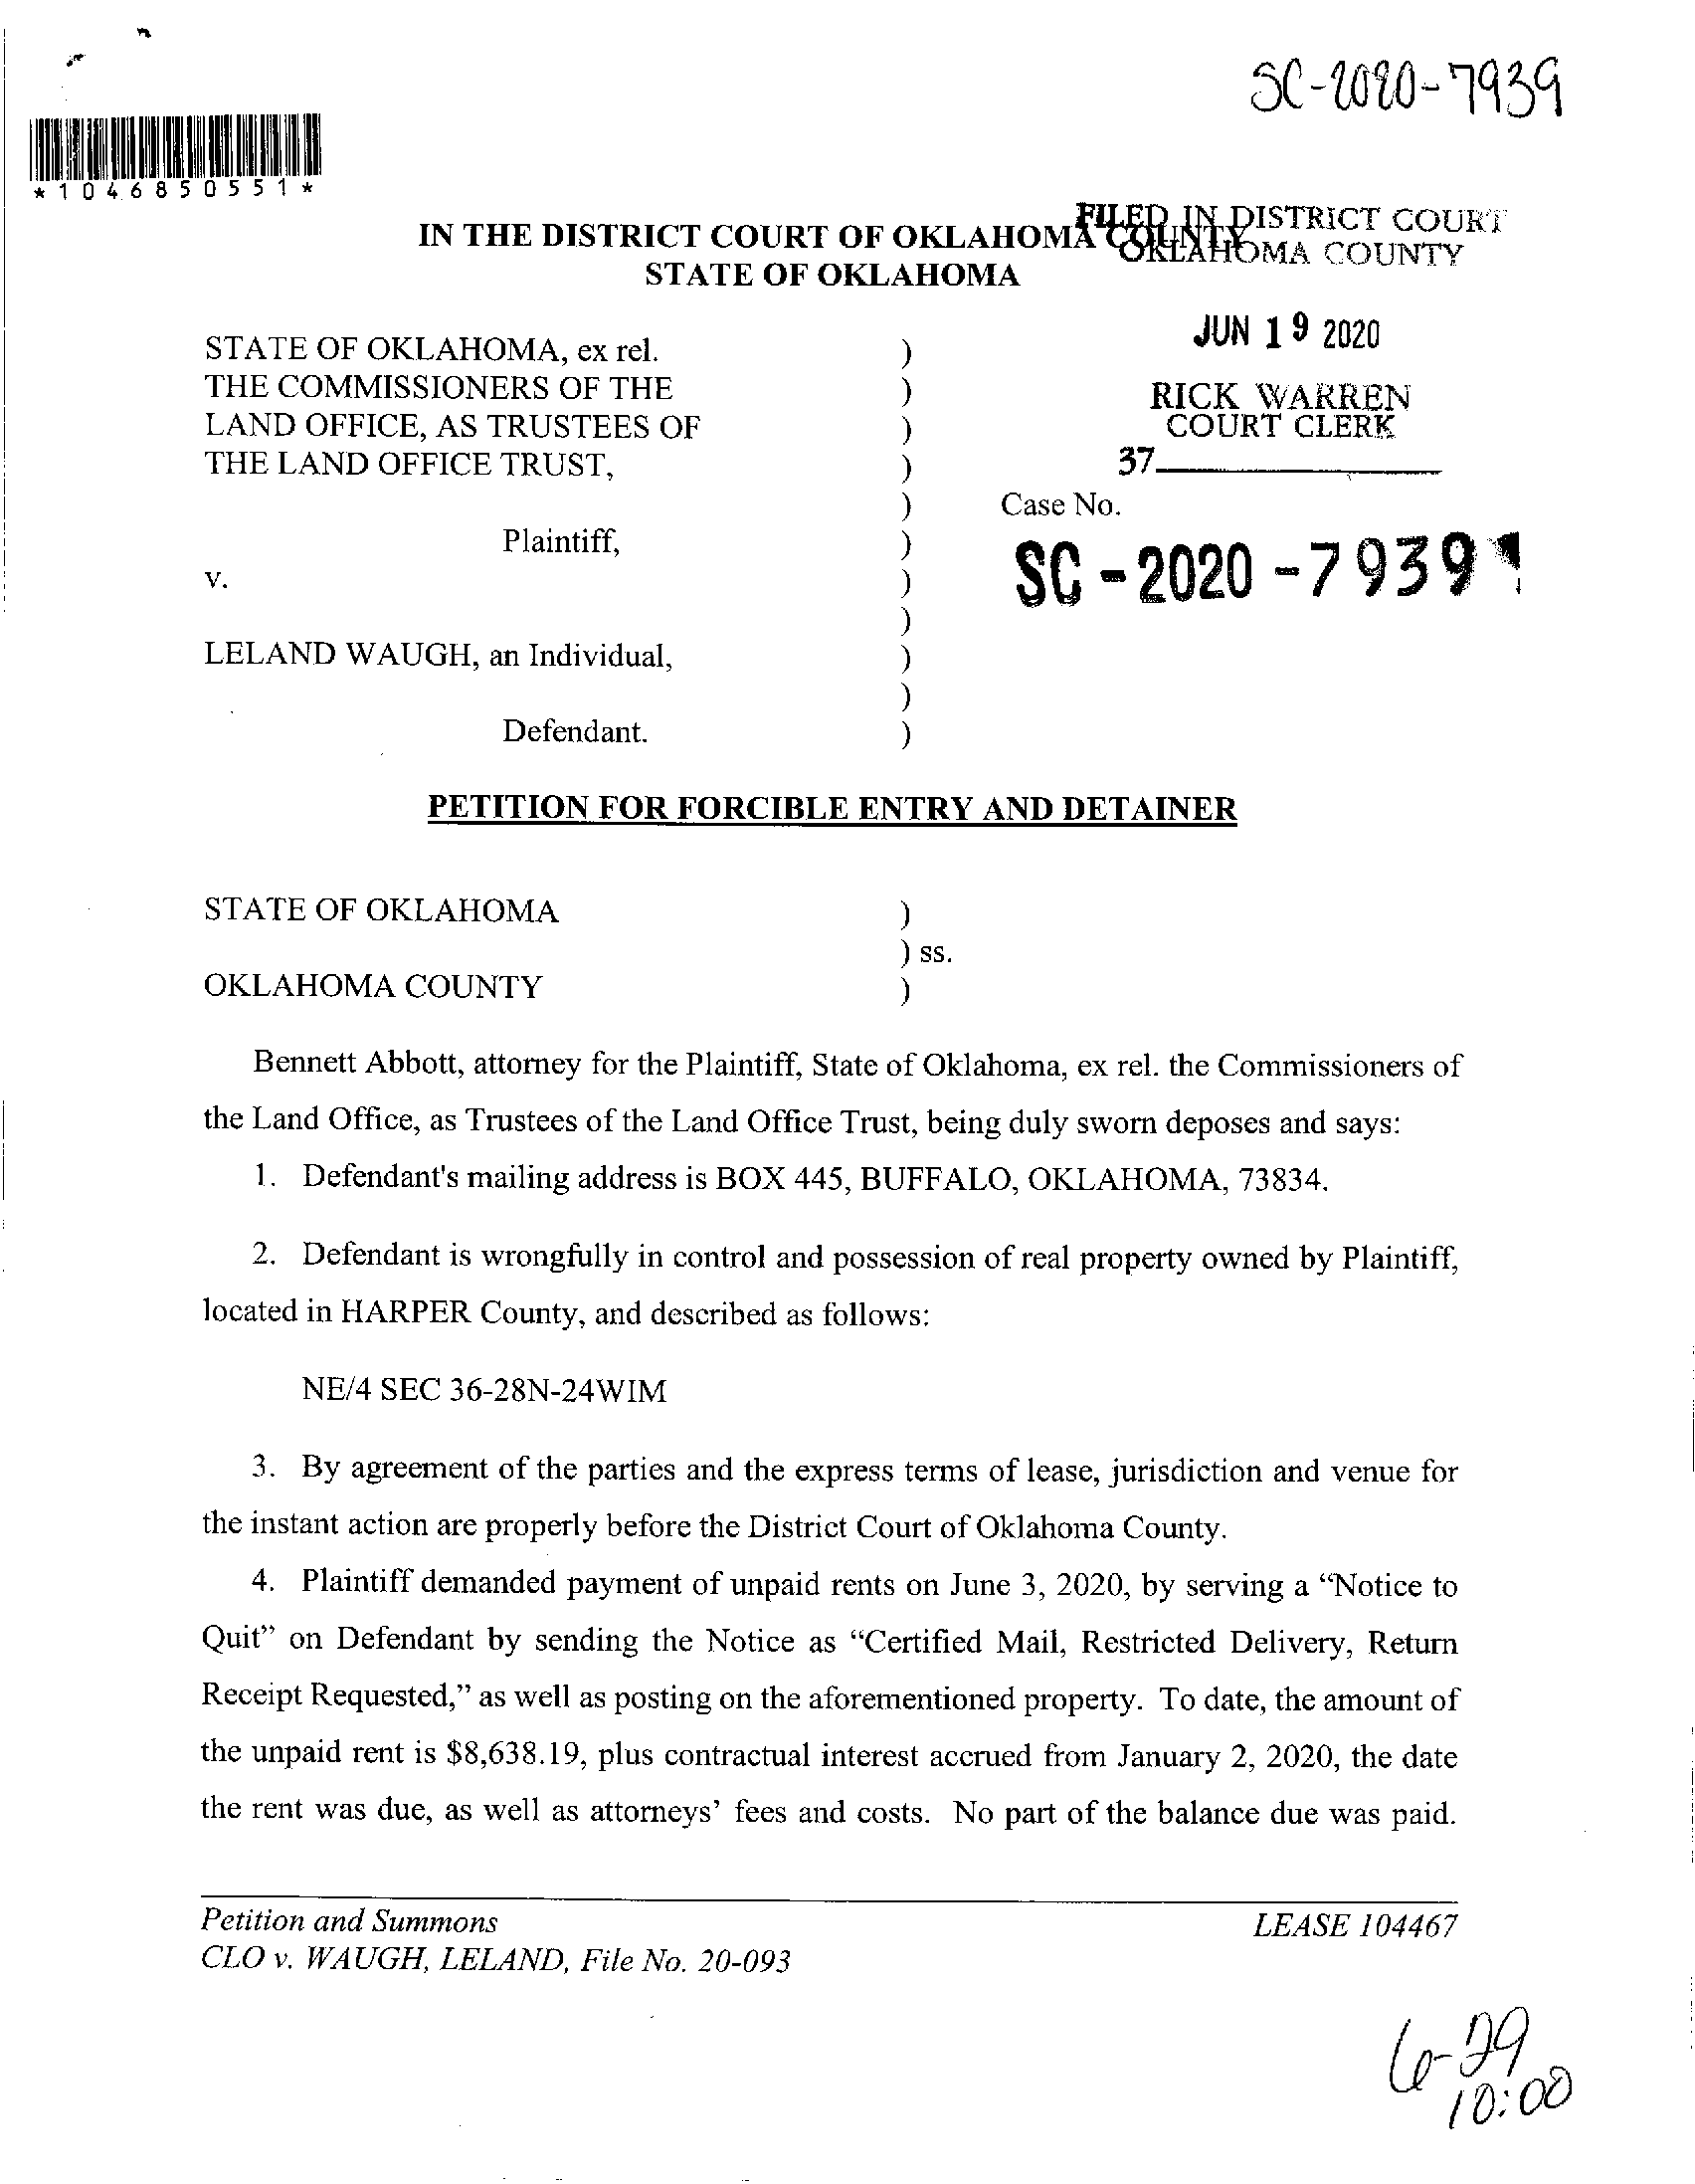 SC-2020-7939
*1046850551*
IN THE DISTRICT COURT OF OKLAHOMA COUNTY
STATE OF OKLAHOMA
FILED IN DISTRICT COURT
OKLAHOMA COUNTY
JUN 19 2020
RICK WARREN
COURT CLERK
37
STATE OF OKLAHOMA, ex rel. )
THE COMMISSIONERS OF THE )
LAND OFFICE, AS TRUSTEES OF )
THE LAND OFFICE TRUST, )
) Case No.
Plaintiff, )
SC-2020-7939
v. )
)
LELAND WAUGH, an Individual, )
)
Defendant. )
PETITION FOR FORCIBLE ENTRY AND DETAINER
STATE OF OKLAHOMA )
) ss.
OKLAHOMA COUNTY )
Bennett Abbott, attorney for the Plaintiff, State of Oklahoma, ex rel. the Commissioners of
the Land Office, as Trustees of the Land Office Trust, being duly sworn deposes and says:
1. Defendant's mailing address is BOX 445, BUFFALO, OKLAHOMA, 73834.
2. Defendant is wrongfully in control and possession of real property owned by Plaintiff,
located in HARPER County, and described as follows:
NE/4 SEC 36-28N-24WIM
3. By agreement of the parties and the express terms of lease, jurisdiction and venue for
the instant action are properly before the District Court of Oklahoma County.
4. Plaintiff demanded payment of unpaid rents on June 3, 2020, by serving a “Notice to
Quit” on Defendant by sending the Notice as “Certified Mail, Restricted Delivery, Return
Receipt Requested,” as well as posting on the aforementioned property. To date, the amount of
the unpaid rent is $8,638.19, plus contractual interest accrued from January 2, 2020, the date
the rent was due, as well as attorneys’ fees and costs. No part of the balance due was paid.
Petition and Summons LEASE 104467
CLO v. WAUGH, LELAND, File No. 20-093
6-29
10:00